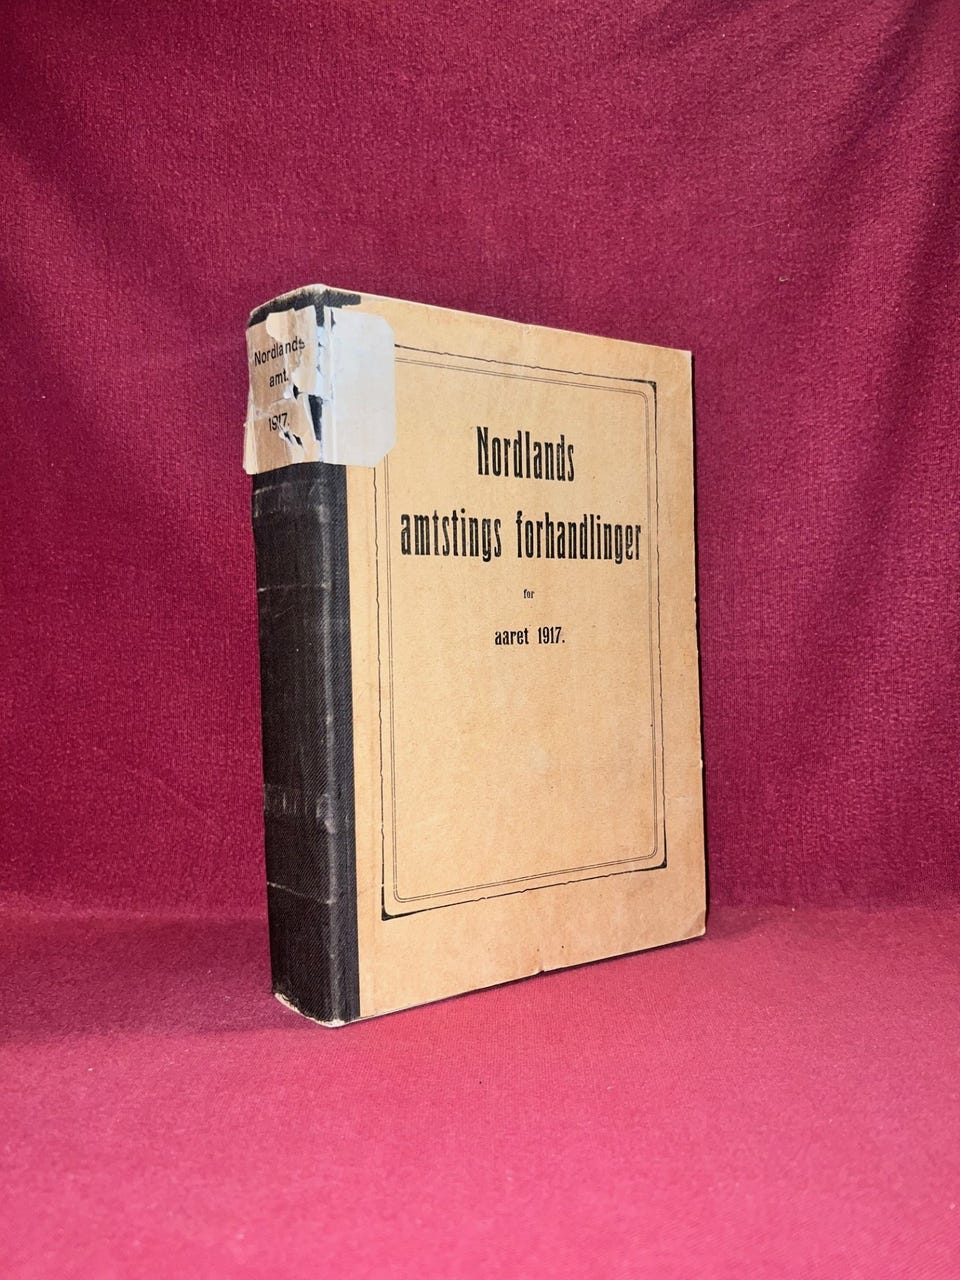 Nordlands
amt.
1917.
Nordlands
amtstings forhandlinger
for
aaret 1917.